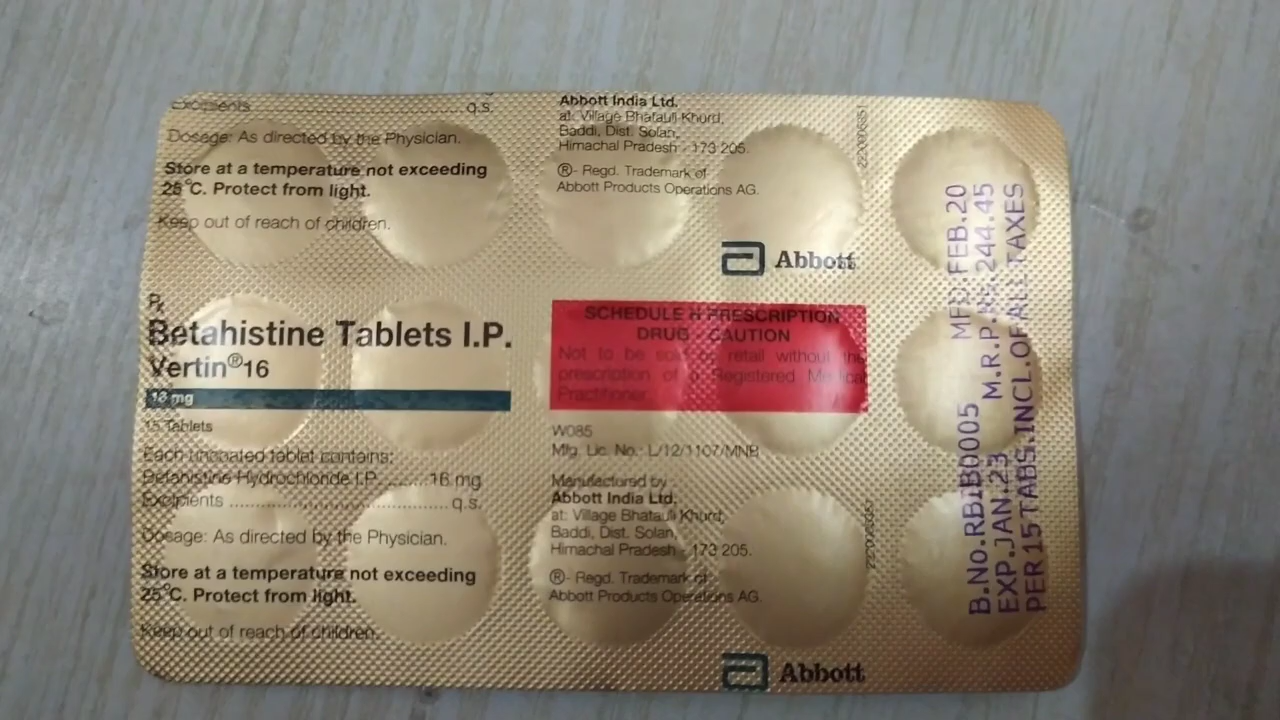 Excipients ........................................ q.s.
Dosage: As directed by the Physician.
Store at a temperature not exceeding
25°C. Protect from light.
Keep out of reach of children.
Abbott India Ltd.
at: Village Bhatauli Khurd,
Baddi, Dist. Solan,
Himachal Pradesh - 173 205.
®- Regd. Trademark of
Abbott Products Operations AG.
Abbott
Rx
Betahistine Tablets I.P.
Vertin®16
16 mg
15 Tablets
Each uncoated tablet contains:
Betahistine Hydrochloride I.P. ........16 mg
Excipients ........................................ q.s.
Dosage: As directed by the Physician.
Store at a temperature not exceeding
25°C. Protect from light.
Keep out of reach of children.
SCHEDULE H PRESCRIPTION
DRUG - CAUTION
Not to be sold by retail without the
prescription of a Registered Medical
Practitioner.
W085
Mfg. Lic. No.: L/12/1107/MNB
Manufactured by :
Abbott India Ltd.
at: Village Bhatauli Khurd,
Baddi, Dist. Solan,
Himachal Pradesh - 173 205.
®- Regd. Trademark of
Abbott Products Operations AG.
Abbott
B.No.RBiB0005 MFD.FEB.20
EXP.JAN.23 M.R.P.RS.244.45
PER15TABS.INCL.OFALLTAXES